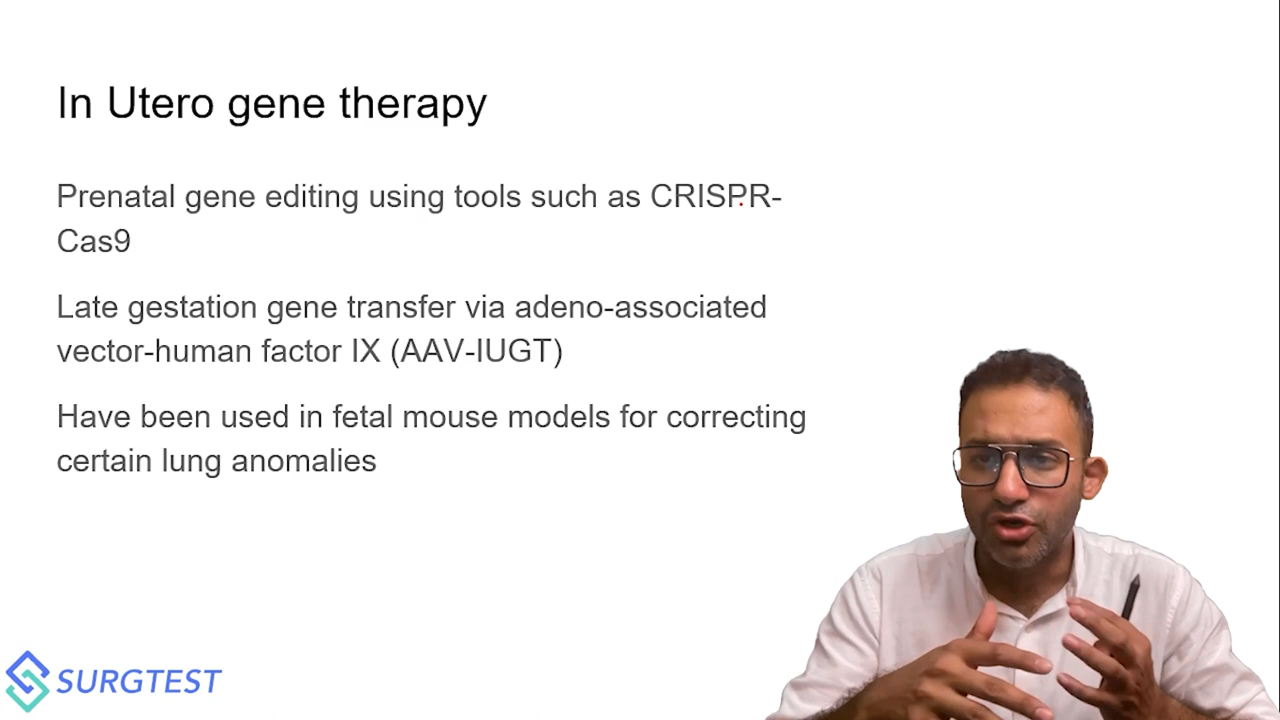 In Utero gene therapy
Prenatal gene editing using tools such as CRISPR-
Cas9
Late gestation gene transfer via adeno-associated
vector-human factor IX (AAV-IUGT)
Have been used in fetal mouse models for correcting
certain lung anomalies
SURGTEST